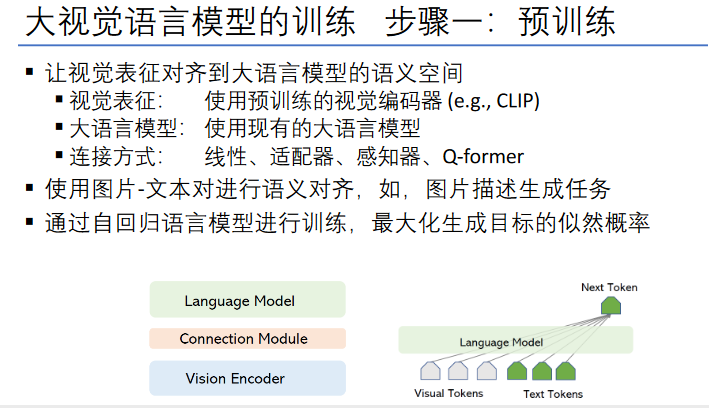 大视觉语言模型的训练 步骤一：预训练
▪ 让视觉表征对齐到大语言模型的语义空间
▪ 视觉表征： 使用预训练的视觉编码器 (e.g., CLIP)
▪ 大语言模型： 使用现有的大语言模型
▪ 连接方式： 线性、适配器、感知器、Q-former
▪ 使用图片-文本对进行语义对齐，如，图片描述生成任务
▪ 通过自回归语言模型进行训练，最大化生成目标的似然概率
Language Model
Connection Module
Vision Encoder
Next Token
Language Model
Visual Tokens
Text Tokens